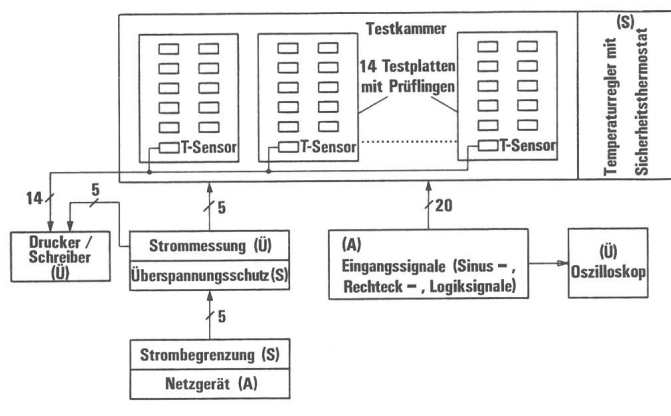 Testkammer
14 Testplatten
mit Prüflingen
T-Sensor
T-Sensor
T-Sensor
Temperaturregler mit
Sicherheitsthermostat
(S)
14
5
5
20
Drucker /
Schreiber
(Ü)
Strommessung (Ü)
Überspannungsschutz (S)
(A)
Eingangssignale (Sinus – ,
Rechteck – , Logiksignale)
(Ü)
Oszilloskop
5
Strombegrenzung (S)
Netzgerät (A)